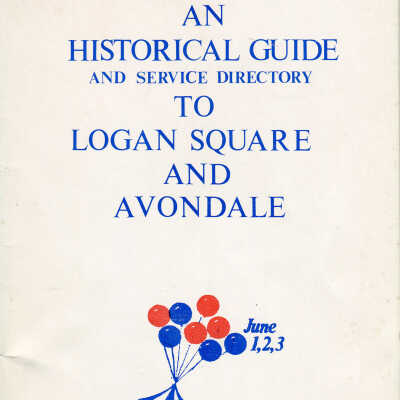 AN
HISTORICAL GUIDE
AND SERVICE DIRECTORY
TO
LOGAN SQUARE
AND
AVONDALE
June
1,2,3